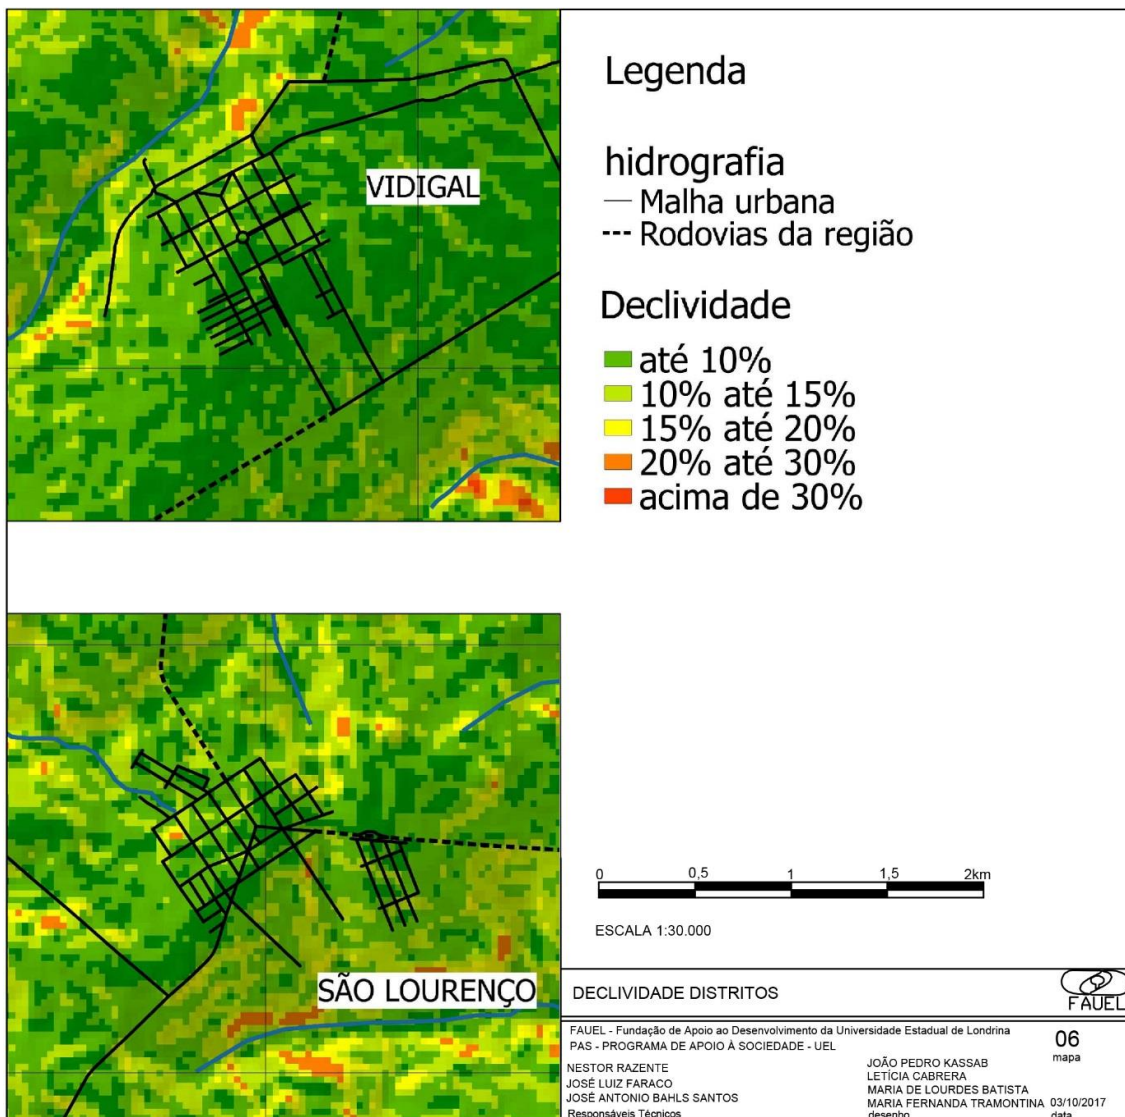 VIDIGAL
Legenda
hidrografia
Malha urbana
Rodovias da região
Declividade
até 10%
10% até 15%
15% até 20%
20% até 30%
acima de 30%
SÃO LOURENÇO
0 0,5 1 1,5 2km
ESCALA 1:30.000
DECLIVIDADE DISTRITOS
FAUEL
FAUEL - Fundação de Apoio ao Desenvolvimento da Universidade Estadual de Londrina
PAS - PROGRAMA DE APOIO À SOCIEDADE - UEL
06
mapa
NESTOR RAZENTE
JOSÉ LUIZ FARACO
JOSÉ ANTONIO BAHLS SANTOS
Responsáveis Técnicos
JOÃO PEDRO KASSAB
LETÍCIA CABRERA
MARIA DE LOURDES BATISTA
MARIA FERNANDA TRAMONTINA
desenho
03/10/2017
data